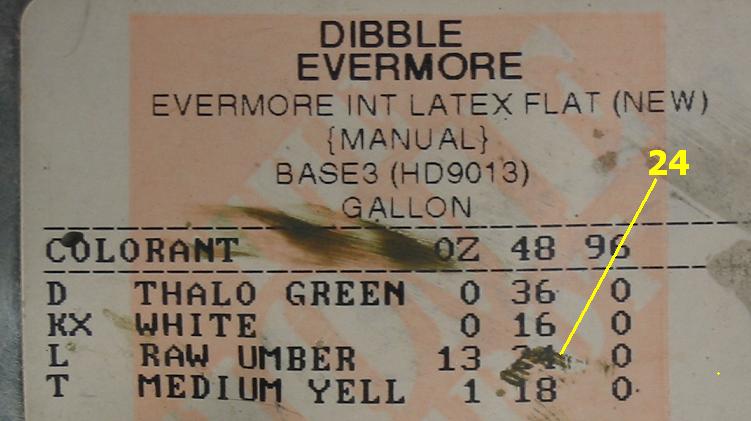 DIBBLE
EVERMORE
EVERMORE INT LATEX FLAT (NEW)
{MANUAL}
BASE3 (HD9013)
GALLON
24
COLORANT OZ 48 96
D THALO GREEN 0 36 0
KX WHITE 0 16 0
L RAW UMBER 13 24 0
T MEDIUM YELL 1 18 0